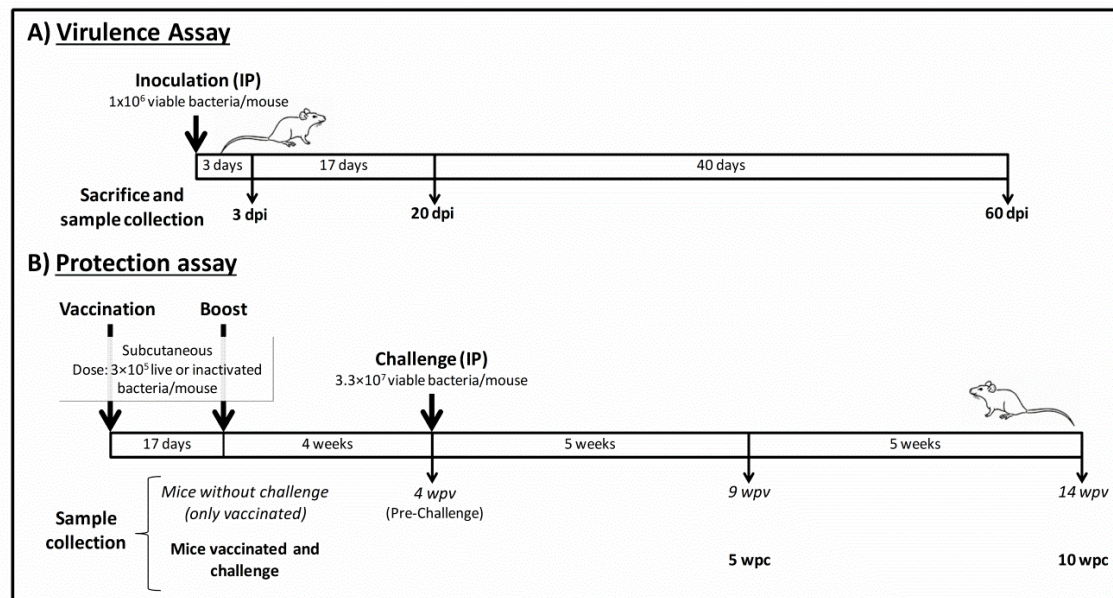 A) Virulence Assay
Inoculation (IP)
1x10⁶ viable bacteria/mouse
3 days
17 days
40 days
Sacrifice and
sample collection
3 dpi
20 dpi
60 dpi
B) Protection assay
Vaccination
Boost
Subcutaneous
Dose: 3×10⁵ live or inactivated
bacteria/mouse
Challenge (IP)
3.3×10⁷ viable bacteria/mouse
17 days
4 weeks
5 weeks
5 weeks
Sample
collection
Mice without challenge
(only vaccinated)
4 wpv
(Pre-Challenge)
9 wpv
14 wpv
Mice vaccinated and
challenge
5 wpc
10 wpc